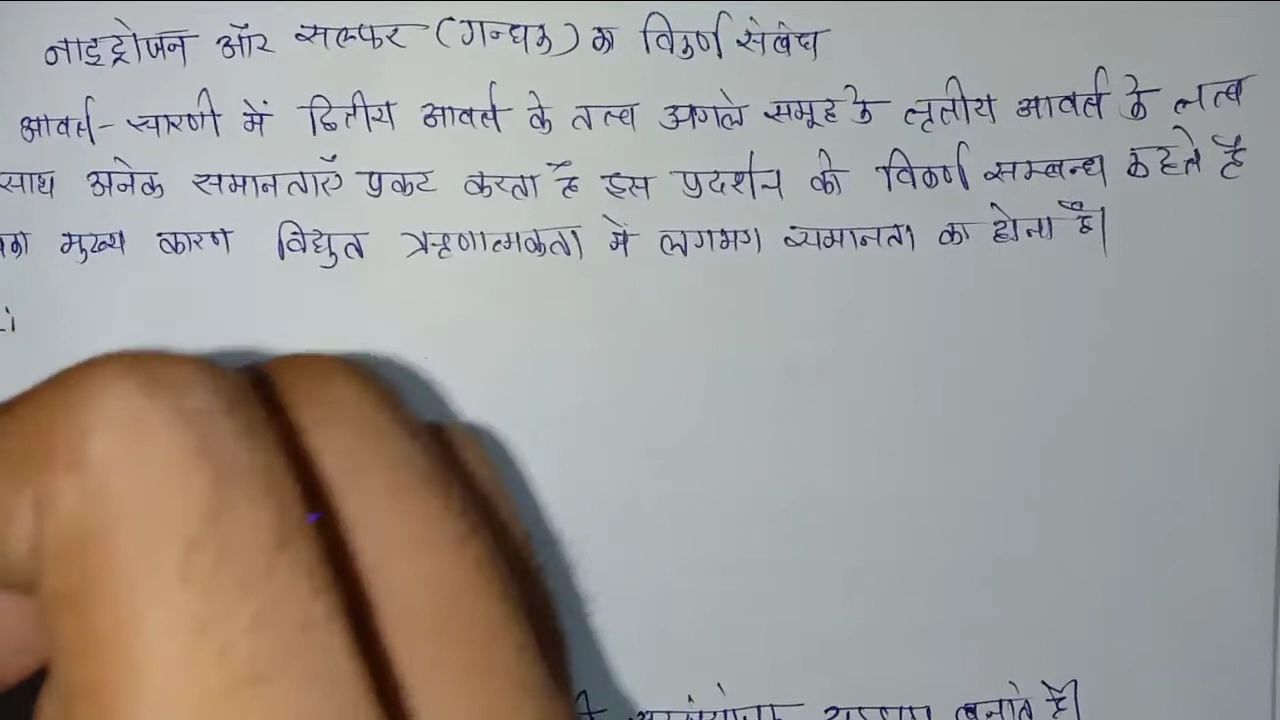 नाइट्रोजन और सल्फर (गन्धक) का विकर्ण संबंध
आवर्त-सारणी में द्वितीय आवर्त के तत्व अगले समूह के तृतीय आवर्त के तत्व
साथ अनेक समानताएँ प्रकट करता है इस प्रदर्शन को विकर्ण सम्बन्ध कहते है
मुख्य कारण विद्युत ऋणात्मकता में लगभग समानता का होना है।
बनाते हैं।